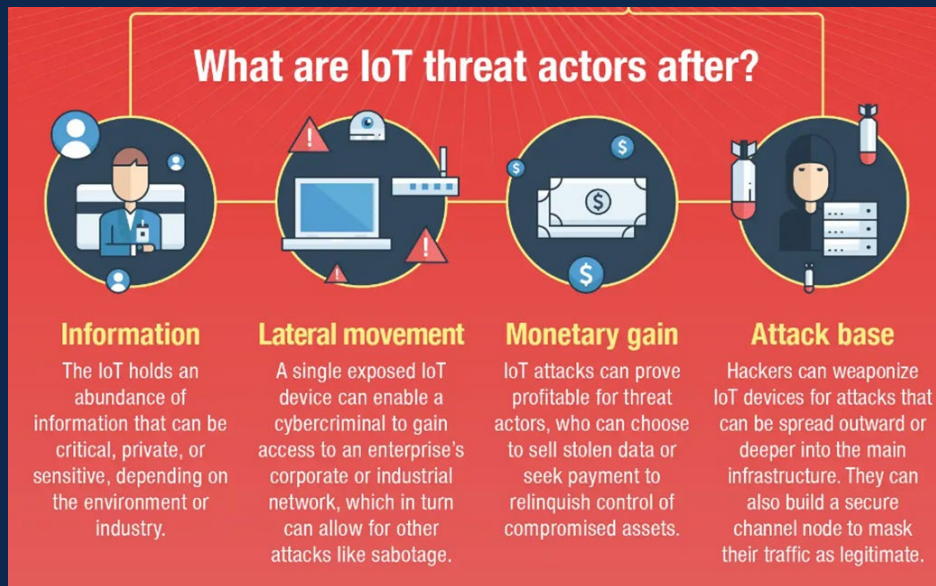 What are IoT threat actors after?
Information
The IoT holds an
abundance of
information that can be
critical, private, or
sensitive, depending on
the environment or
industry.
Lateral movement
A single exposed IoT
device can enable a
cybercriminal to gain
access to an enterprise's
corporate or industrial
network, which in turn
can allow for other
attacks like sabotage.
Monetary gain
IoT attacks can prove
profitable for threat
actors, who can choose
to sell stolen data or
seek payment to
relinquish control of
compromised assets.
Attack base
Hackers can weaponize
IoT devices for attacks that
can be spread outward or
deeper into the main
infrastructure. They can
also build a secure
channel node to mask
their traffic as legitimate.